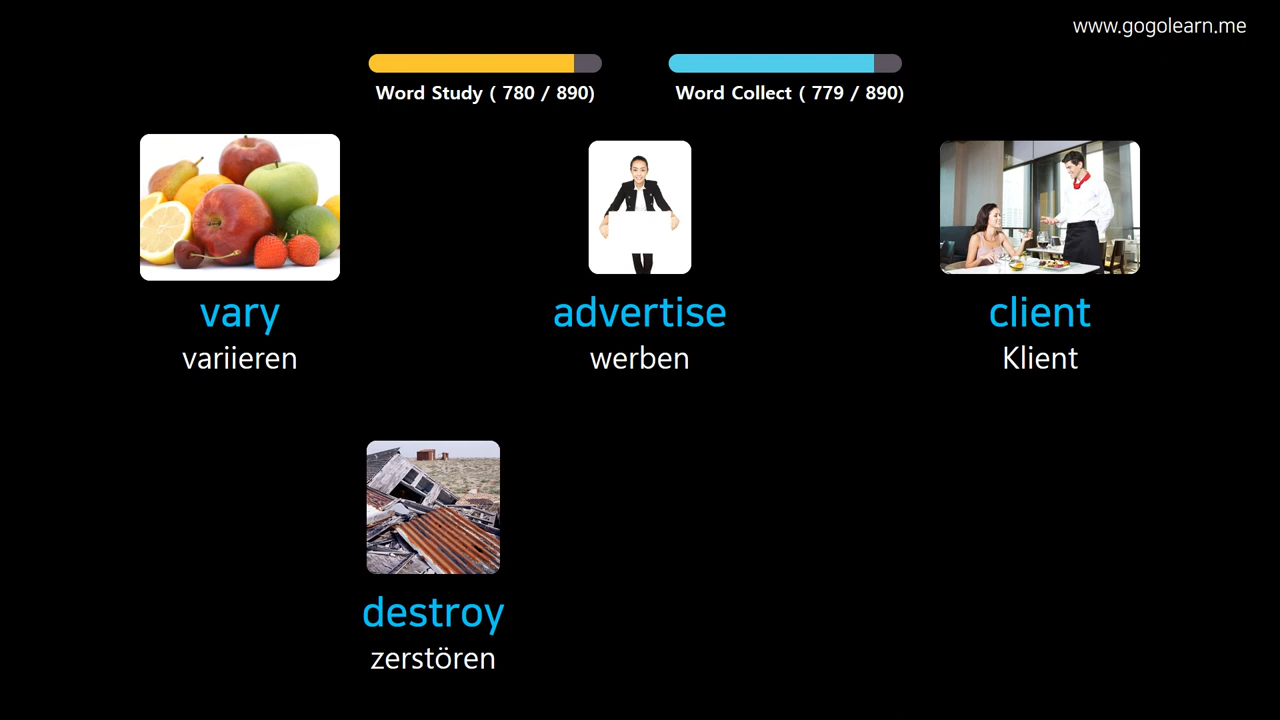 www.gogolearn.me
Word Study ( 780 / 890)
Word Collect ( 779 / 890)
vary
variieren
advertise
werben
client
Klient
destroy
zerstören